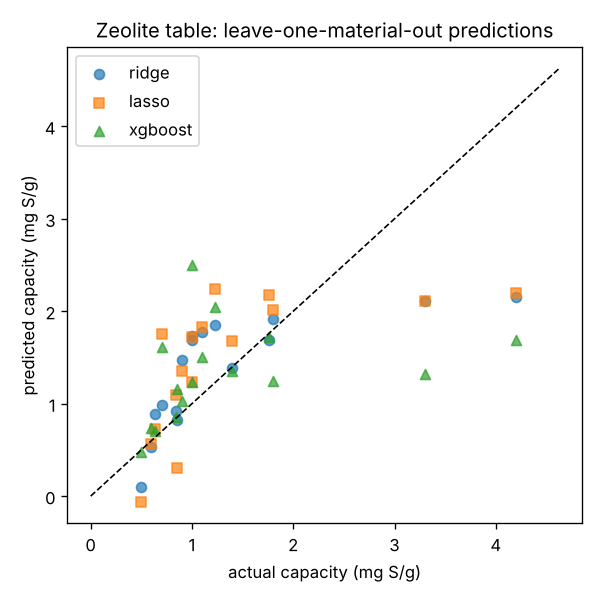 Zeolite table: leave-one-material-out predictions
ridge
lasso
xgboost
predicted capacity (mg S/g)
4
3
2
1
0
0 1 2 3 4
actual capacity (mg S/g)